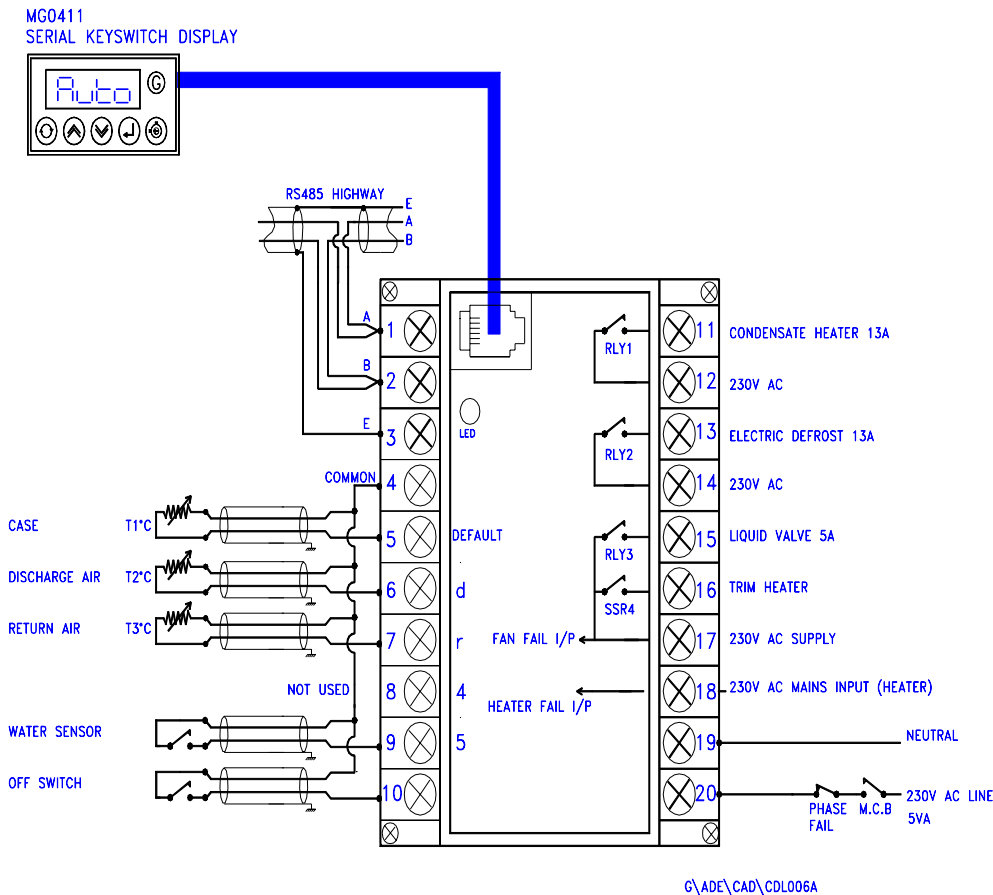 MG0411
SERIAL KEYSWITCH DISPLAY
Auto
G
RS485 HIGHWAY
E
A
B
A
1
B
2
E
3
COMMON
4
CASE
T1°C
5
DEFAULT
DISCHARGE AIR
T2°C
6
d
RETURN AIR
T3°C
7
r
NOT USED
8
4
WATER SENSOR
9
5
OFF SWITCH
10
LED
RLY1
RLY2
RLY3
SSR4
FAN FAIL I/P
HEATER FAIL I/P
11
CONDENSATE HEATER 13A
12
230V AC
13
ELECTRIC DEFROST 13A
14
230V AC
15
LIQUID VALVE 5A
16
TRIM HEATER
17
230V AC SUPPLY
18
230V AC MAINS INPUT (HEATER)
19
NEUTRAL
20
PHASE
FAIL
M.C.B
230V AC LINE
5VA
G\ADE\CAD\CDL006A